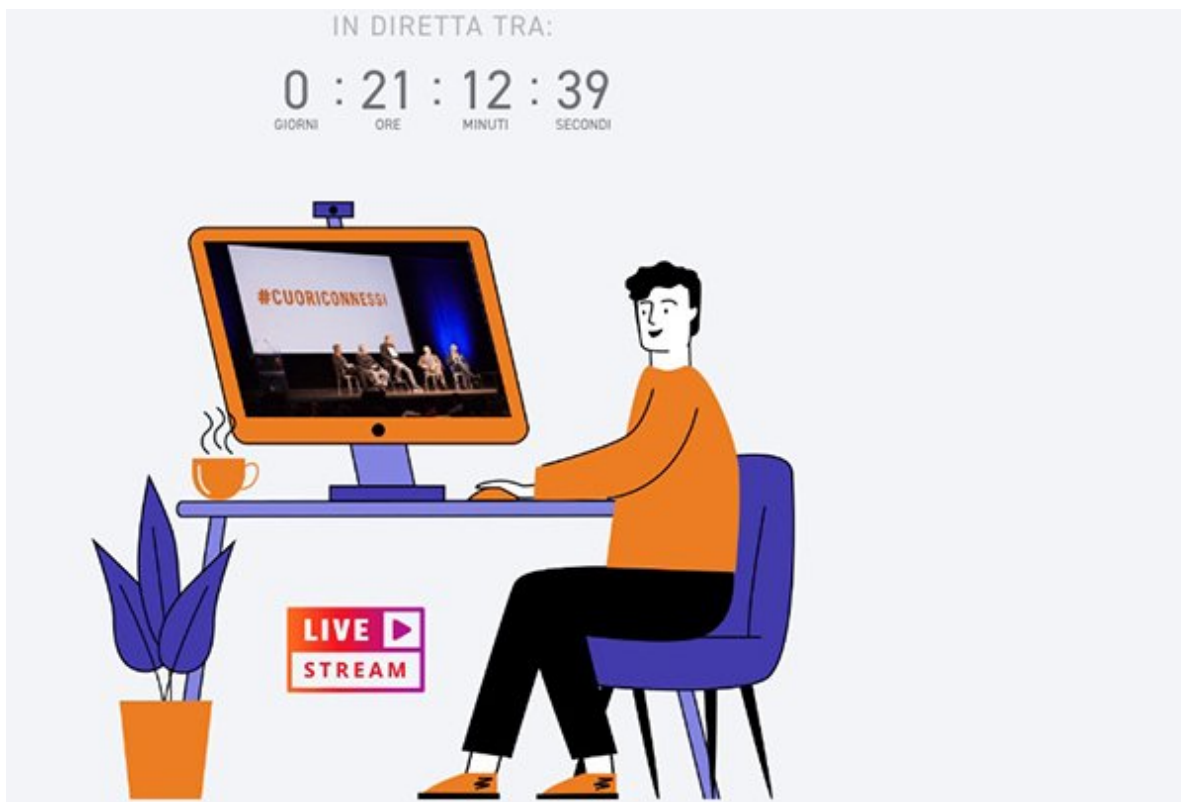 IN DIRETTA TRA:
0 : 21 : 12 : 39
GIORNI ORE MINUTI SECONDI
#CUORICONNESSI
LIVE
STREAM